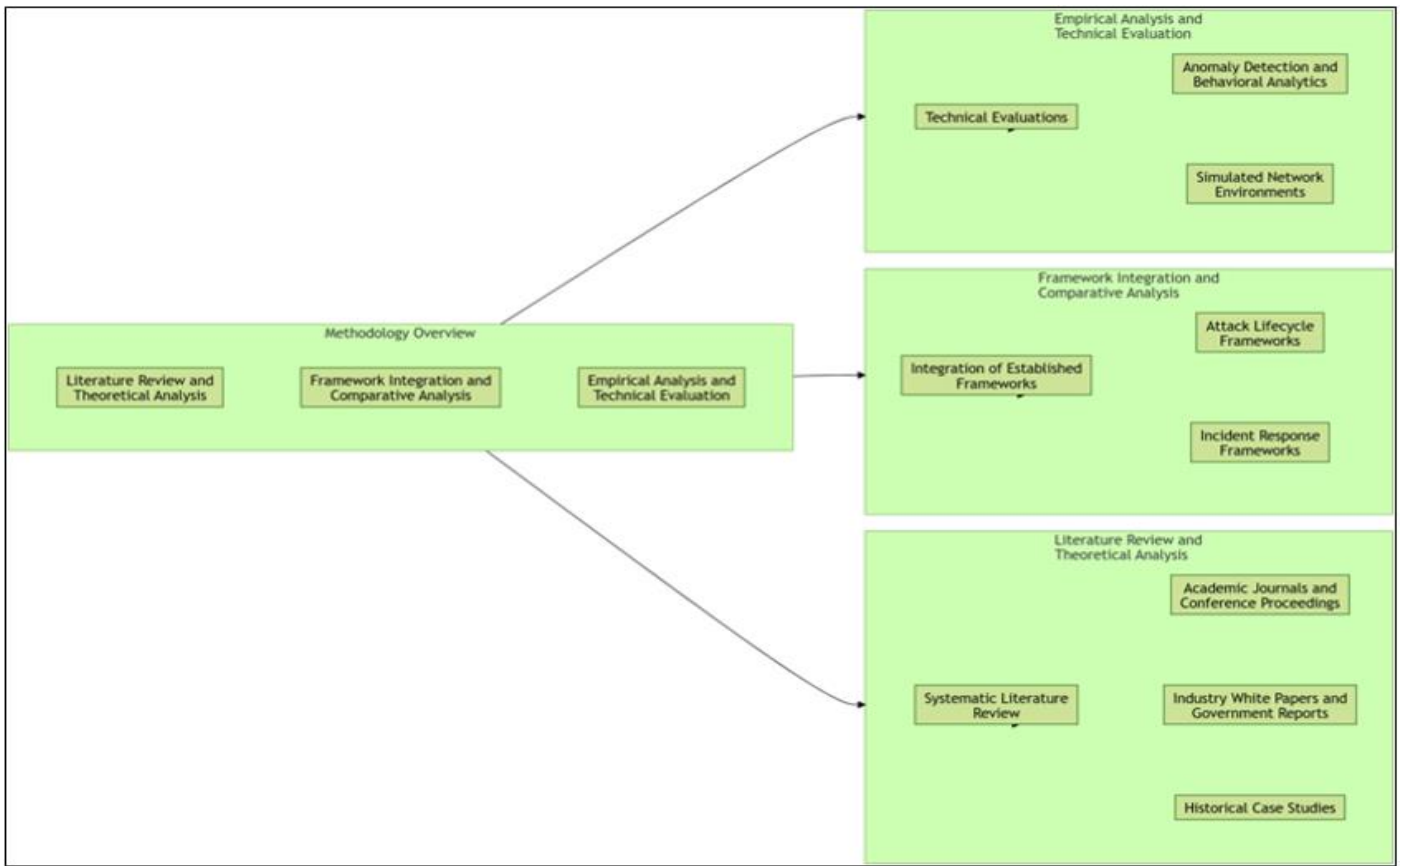 Methodology Overview
Literature Review and
Theoretical Analysis
Framework Integration and
Comparative Analysis
Empirical Analysis and
Technical Evaluation
Empirical Analysis and
Technical Evaluation
Technical Evaluations
Anomaly Detection and
Behavioral Analytics
Simulated Network
Environments
Framework Integration and
Comparative Analysis
Integration of Established
Frameworks
Attack Lifecycle
Frameworks
Incident Response
Frameworks
Literature Review and
Theoretical Analysis
Systematic Literature
Review
Academic Journals and
Conference Proceedings
Industry White Papers and
Government Reports
Historical Case Studies